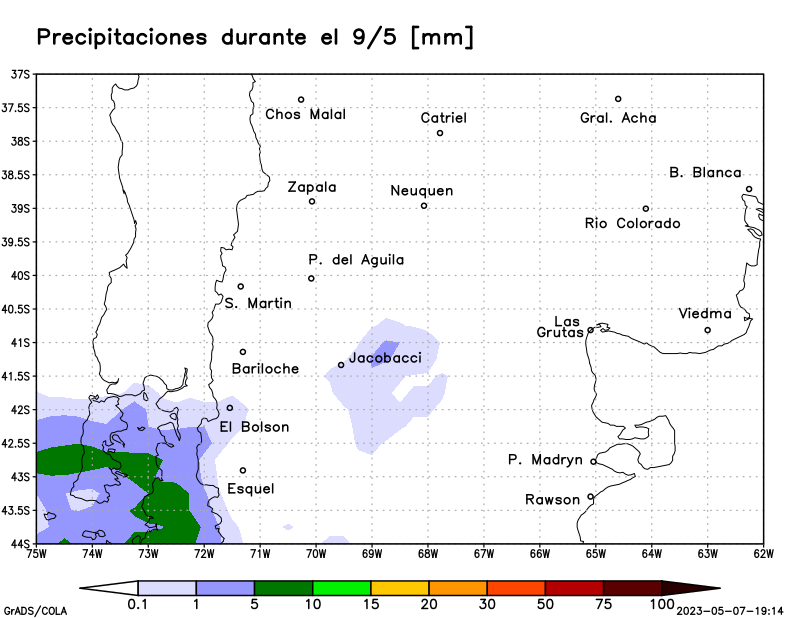 Precipitaciones durante el 9/5 [mm]
37S
37.5S
38S
38.5S
39S
39.5S
40S
40.5S
41S
41.5S
42S
42.5S
43S
43.5S
44S
Chos Malal
Catriel
Gral. Acha
Zapala
Neuquen
B. Blanca
Rio Colorado
P. del Aguila
S. Martin
Las
Grutas
Viedma
Bariloche
Jacobacci
El Bolson
Esquel
P. Madryn
Rawson
75W 74W 73W 72W 71W 70W 69W 68W 67W 66W 65W 64W 63W 62W
0.1 1 5 10 15 20 30 50 75 100
GrADS/COLA
2023-05-07-19:14